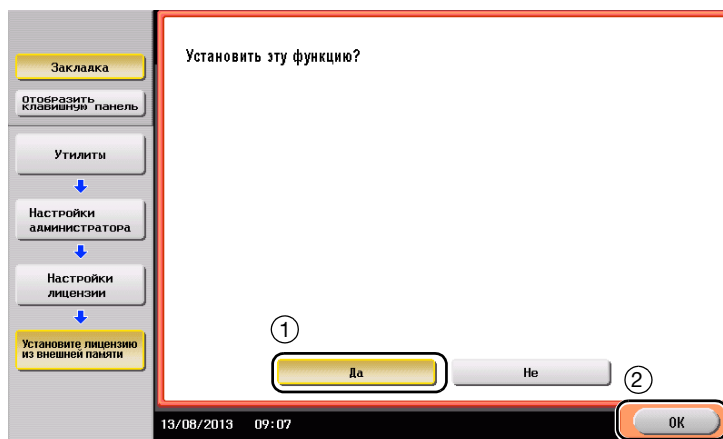 Установить эту функцию?
Закладка
Отобразить
клавишную панель
Утилиты
Настройки
администратора
Настройки
лицензии
Установите лицензию
из внешней памяти
1
Да
Не
2
13/08/2013 09:07
OK